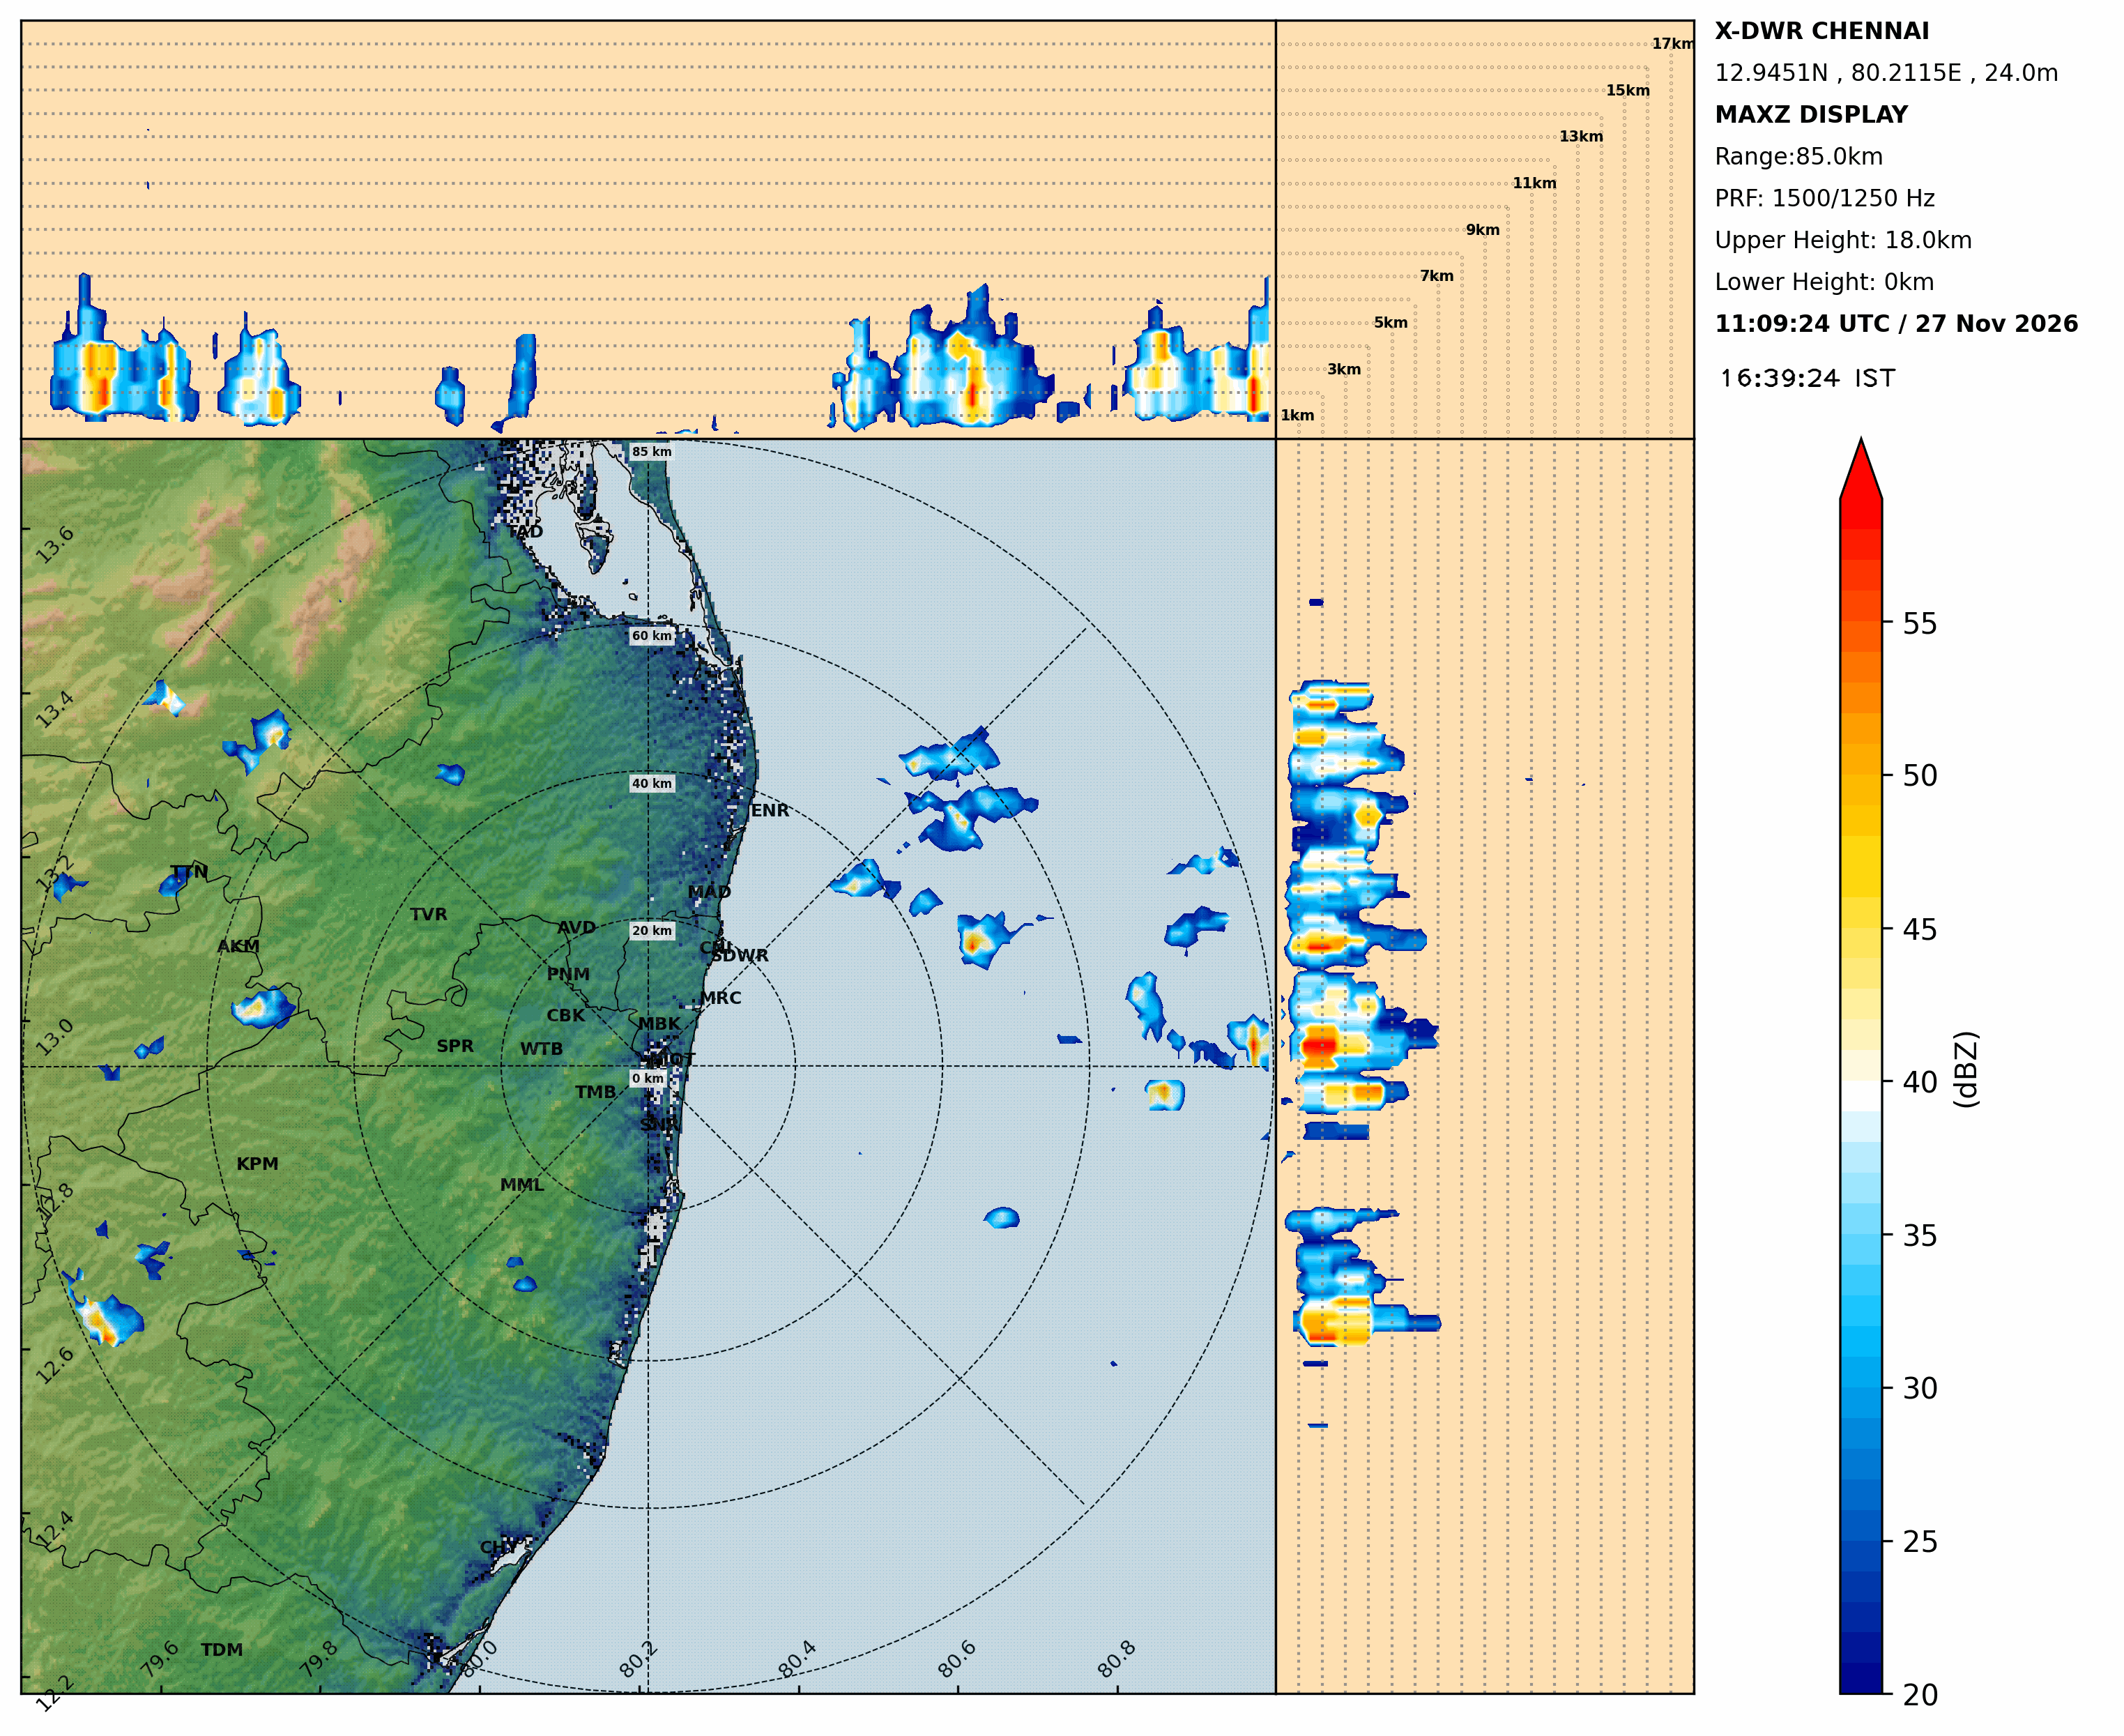 X-DWR CHENNAI
12.9451N , 80.2115E , 24.0m
MAXZ DISPLAY
Range:85.0km
PRF: 1500/1250 Hz
Upper Height: 18.0km
Lower Height: 0km
11:09:24 UTC / 27 Nov 2026
16:39:24 IST
17km
15km
13km
11km
9km
7km
5km
3km
1km
85 km
60 km
40 km
20 km
0 km
TAD
ENR
MAD
TTN
TVR
AVD
AKM
SDWR
PNM
MRC
CBK
MBK
SPR
WTB
TMB
SNR
KPM
MML
CHY
TDM
13.6
13.4
13.2
13.0
12.8
12.6
12.4
12.2
79.6
79.8
80.0
80.2
80.4
80.6
80.8
55
50
45
40
35
30
25
20
(dBZ)